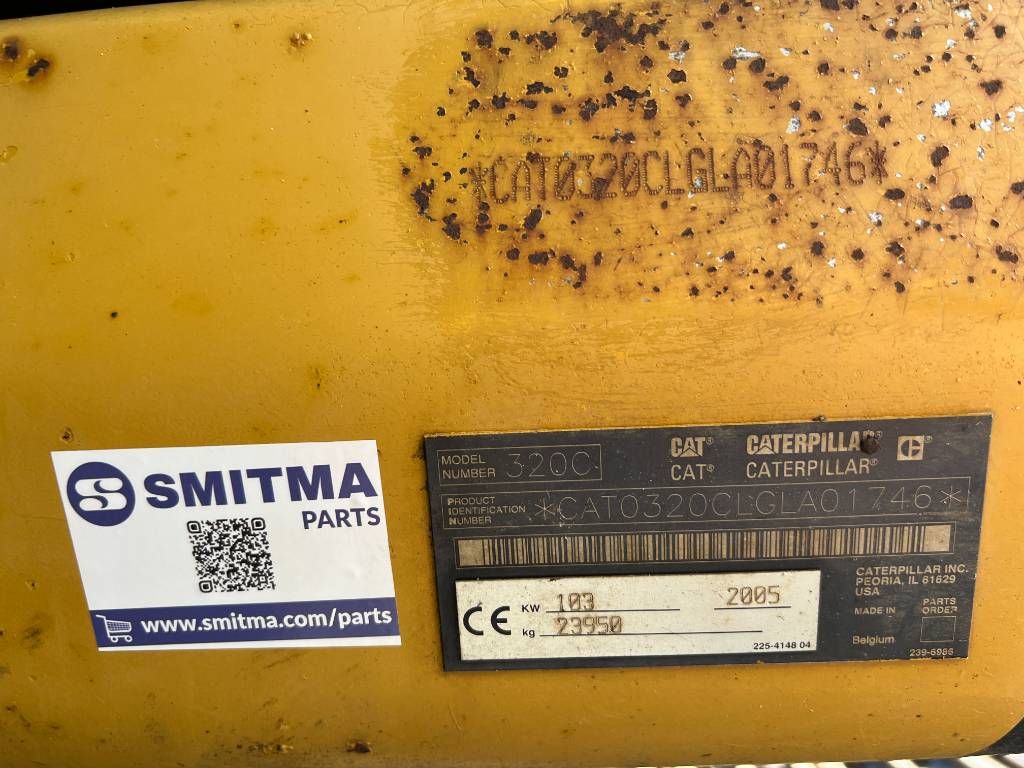 *CAT0320CLGLA01746*
SMITMA
PARTS
www.smitma.com/parts
MODEL NUMBER 320C
CAT® CATERPILLAR®
CAT® CATERPILLAR®
PRODUCT IDENTIFICATION NUMBER *CAT0320CLGLA01746*
CATERPILLAR INC.
PEORIA, IL 61629
USA
CE
KW 103 2005
kg 23950
225-4148 04
MADE IN
Belgium
PARTS ORDER
239-6986